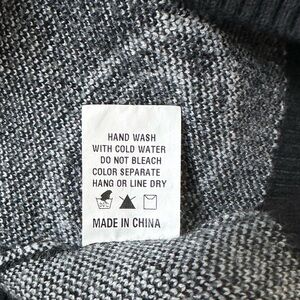 HAND WASH
WITH COLD WATER
DO NOT BLEACH
COLOR SEPARATE
HANG OR LINE DRY
MADE IN CHINA